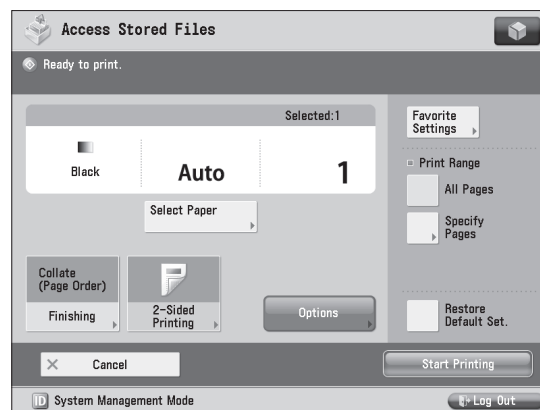 Access Stored Files
Ready to print.
Selected:1
Black
Auto
1
Select Paper
Collate
(Page Order)
Finishing
2-Sided
Printing
Options
Favorite
Settings
Print Range
All Pages
Specify
Pages
Restore
Default Set.
Cancel
Start Printing
ID System Management Mode
Log Out